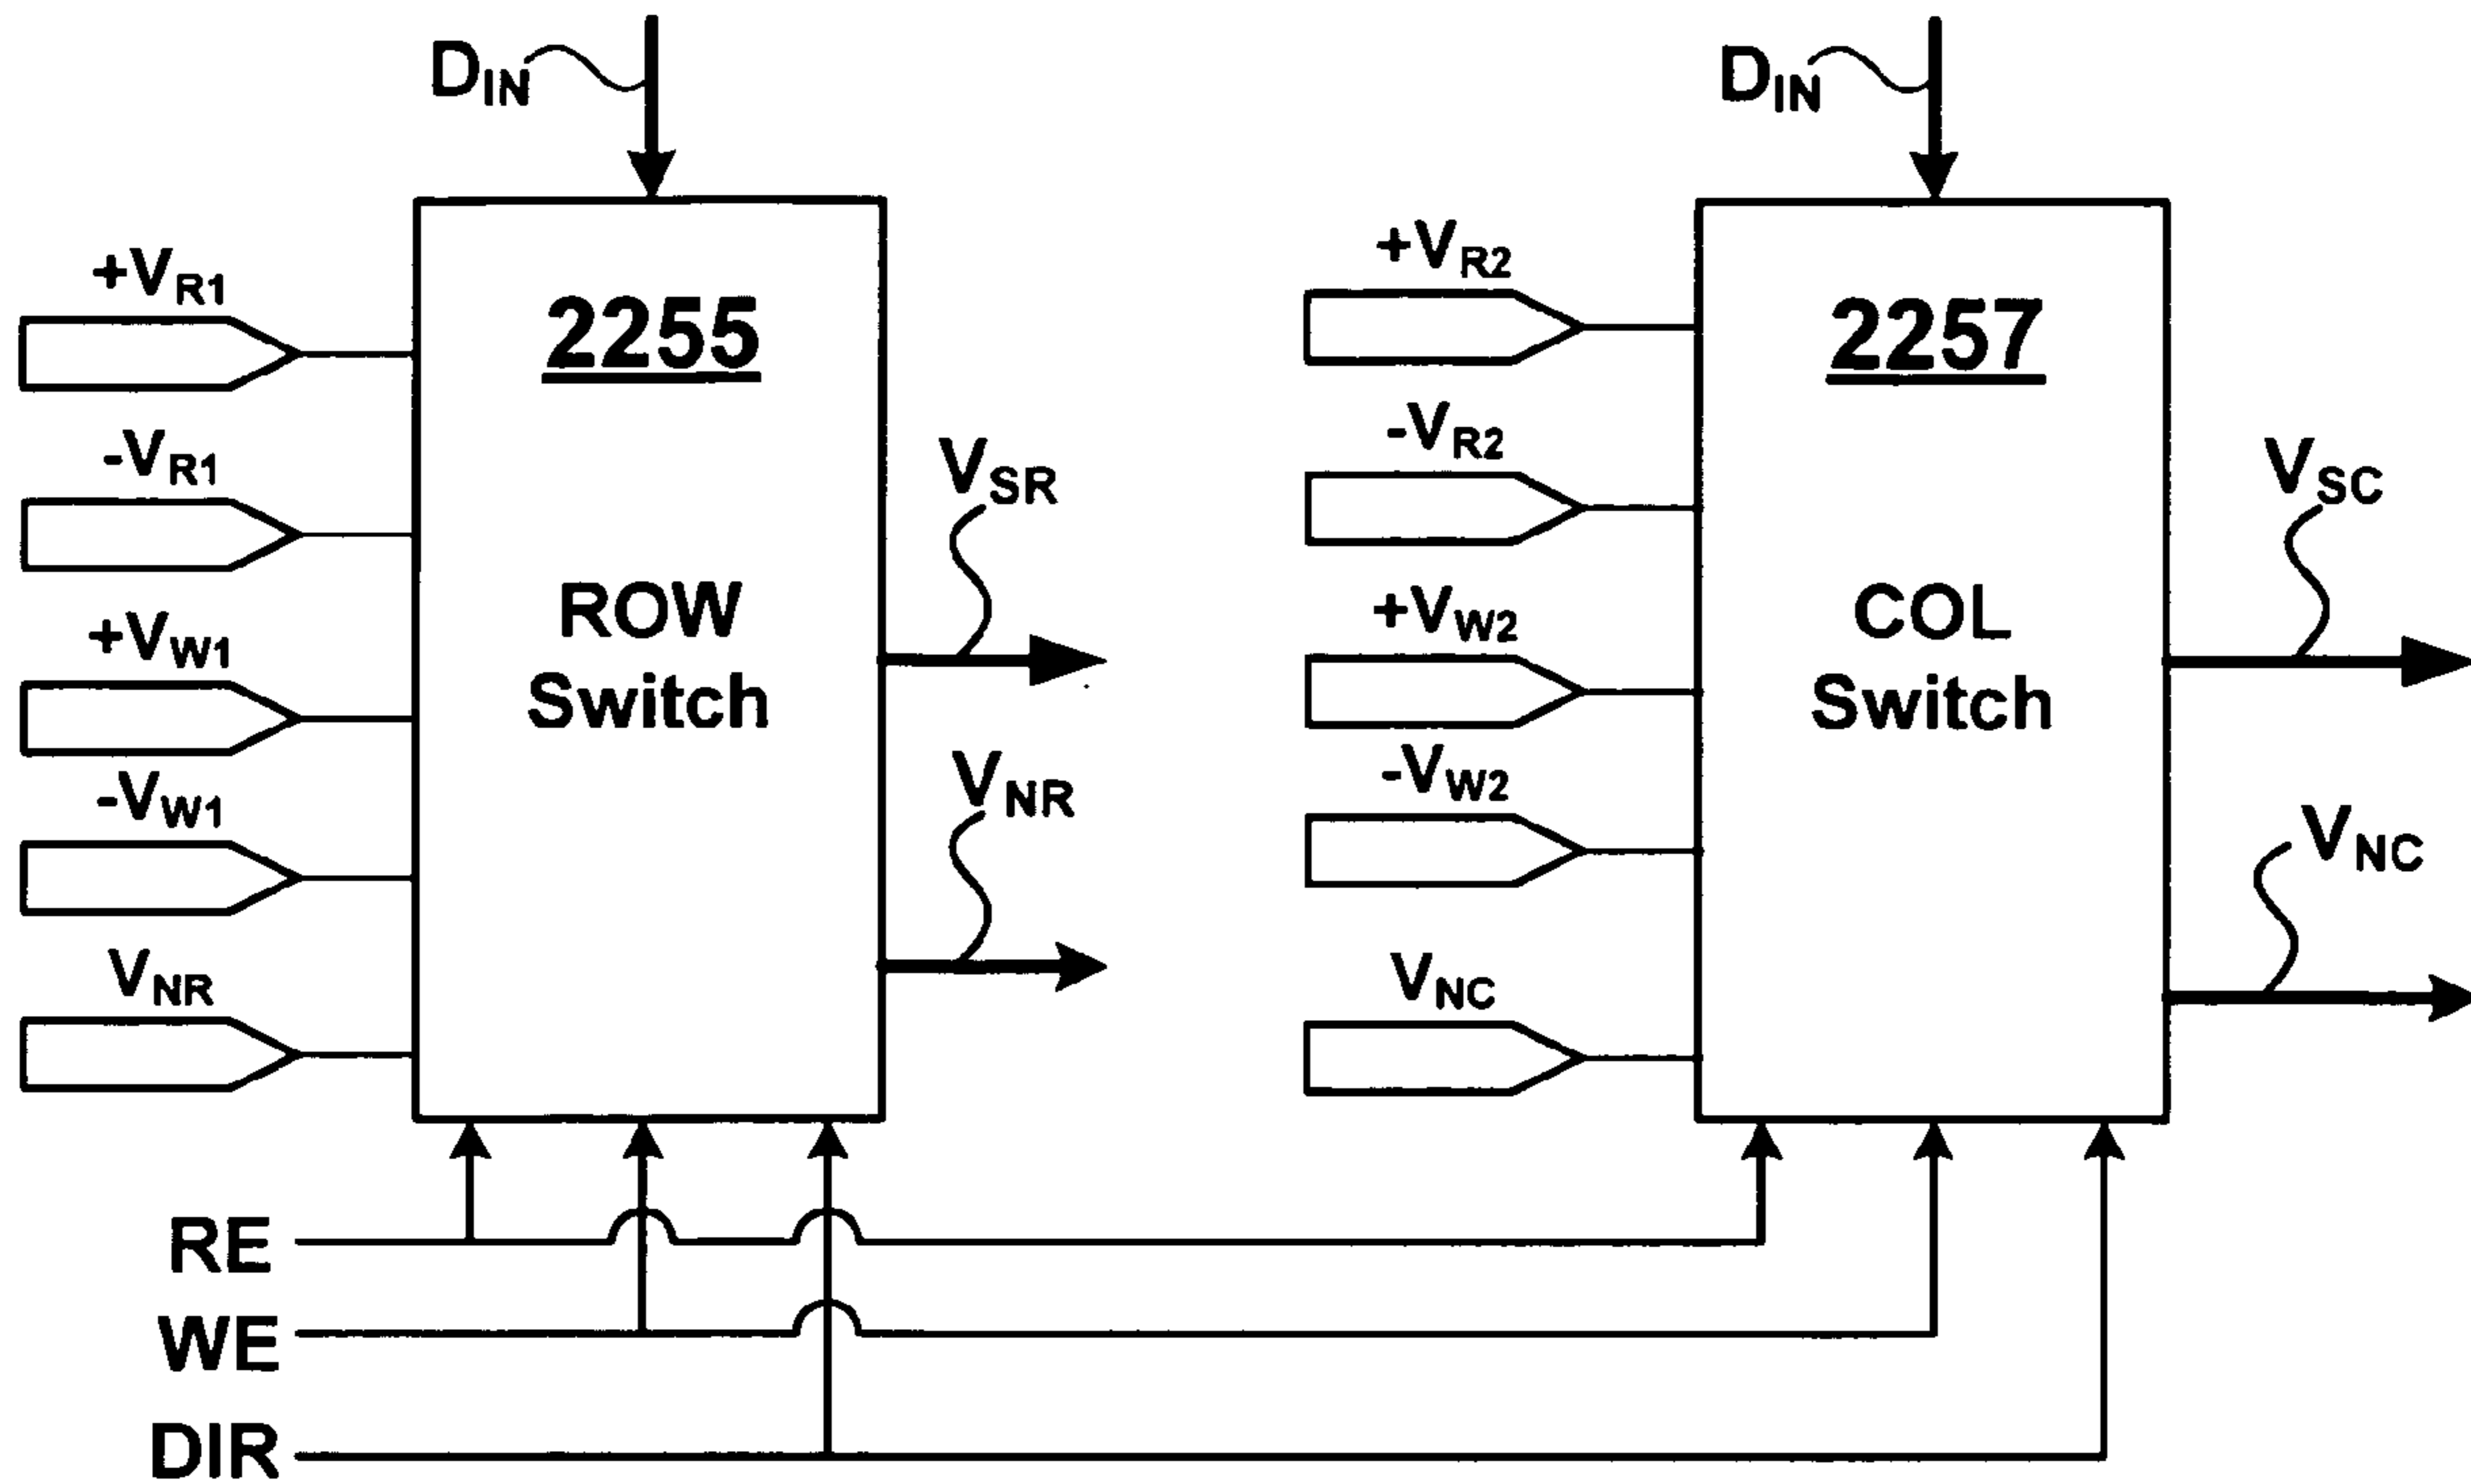 DIN
+VR1
-VR1
+VW1
-VW1
VNR
2255
ROW
Switch
VSR
VNR
DIN
+VR2
-VR2
+VW2
-VW2
VNC
2257
COL
Switch
VSC
VNC
RE
WE
DIR